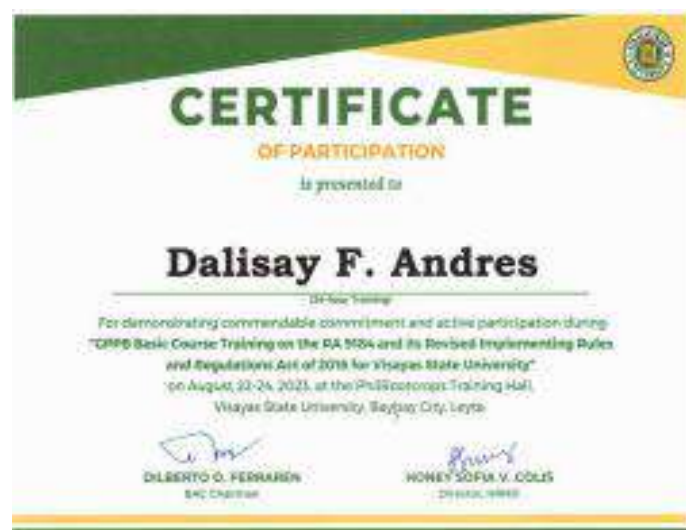 CERTIFICATE
OF PARTICIPATION
is presented to
Dalisay F. Andres
For demonstrating commendable commitment and active participation during
"GPPB Basic Course Training on the RA 9184 and its Revised Implementing Rules
and Regulations Act of 2016 for Visayas State University"
on August 22-24, 2023, at the PhilRootcrops Training Hall,
Visayas State University, Baybay City, Leyte
DILBERTO O. FERRAREN
HONEY SOFIA V. COLIS
BAC Chairman
Director,